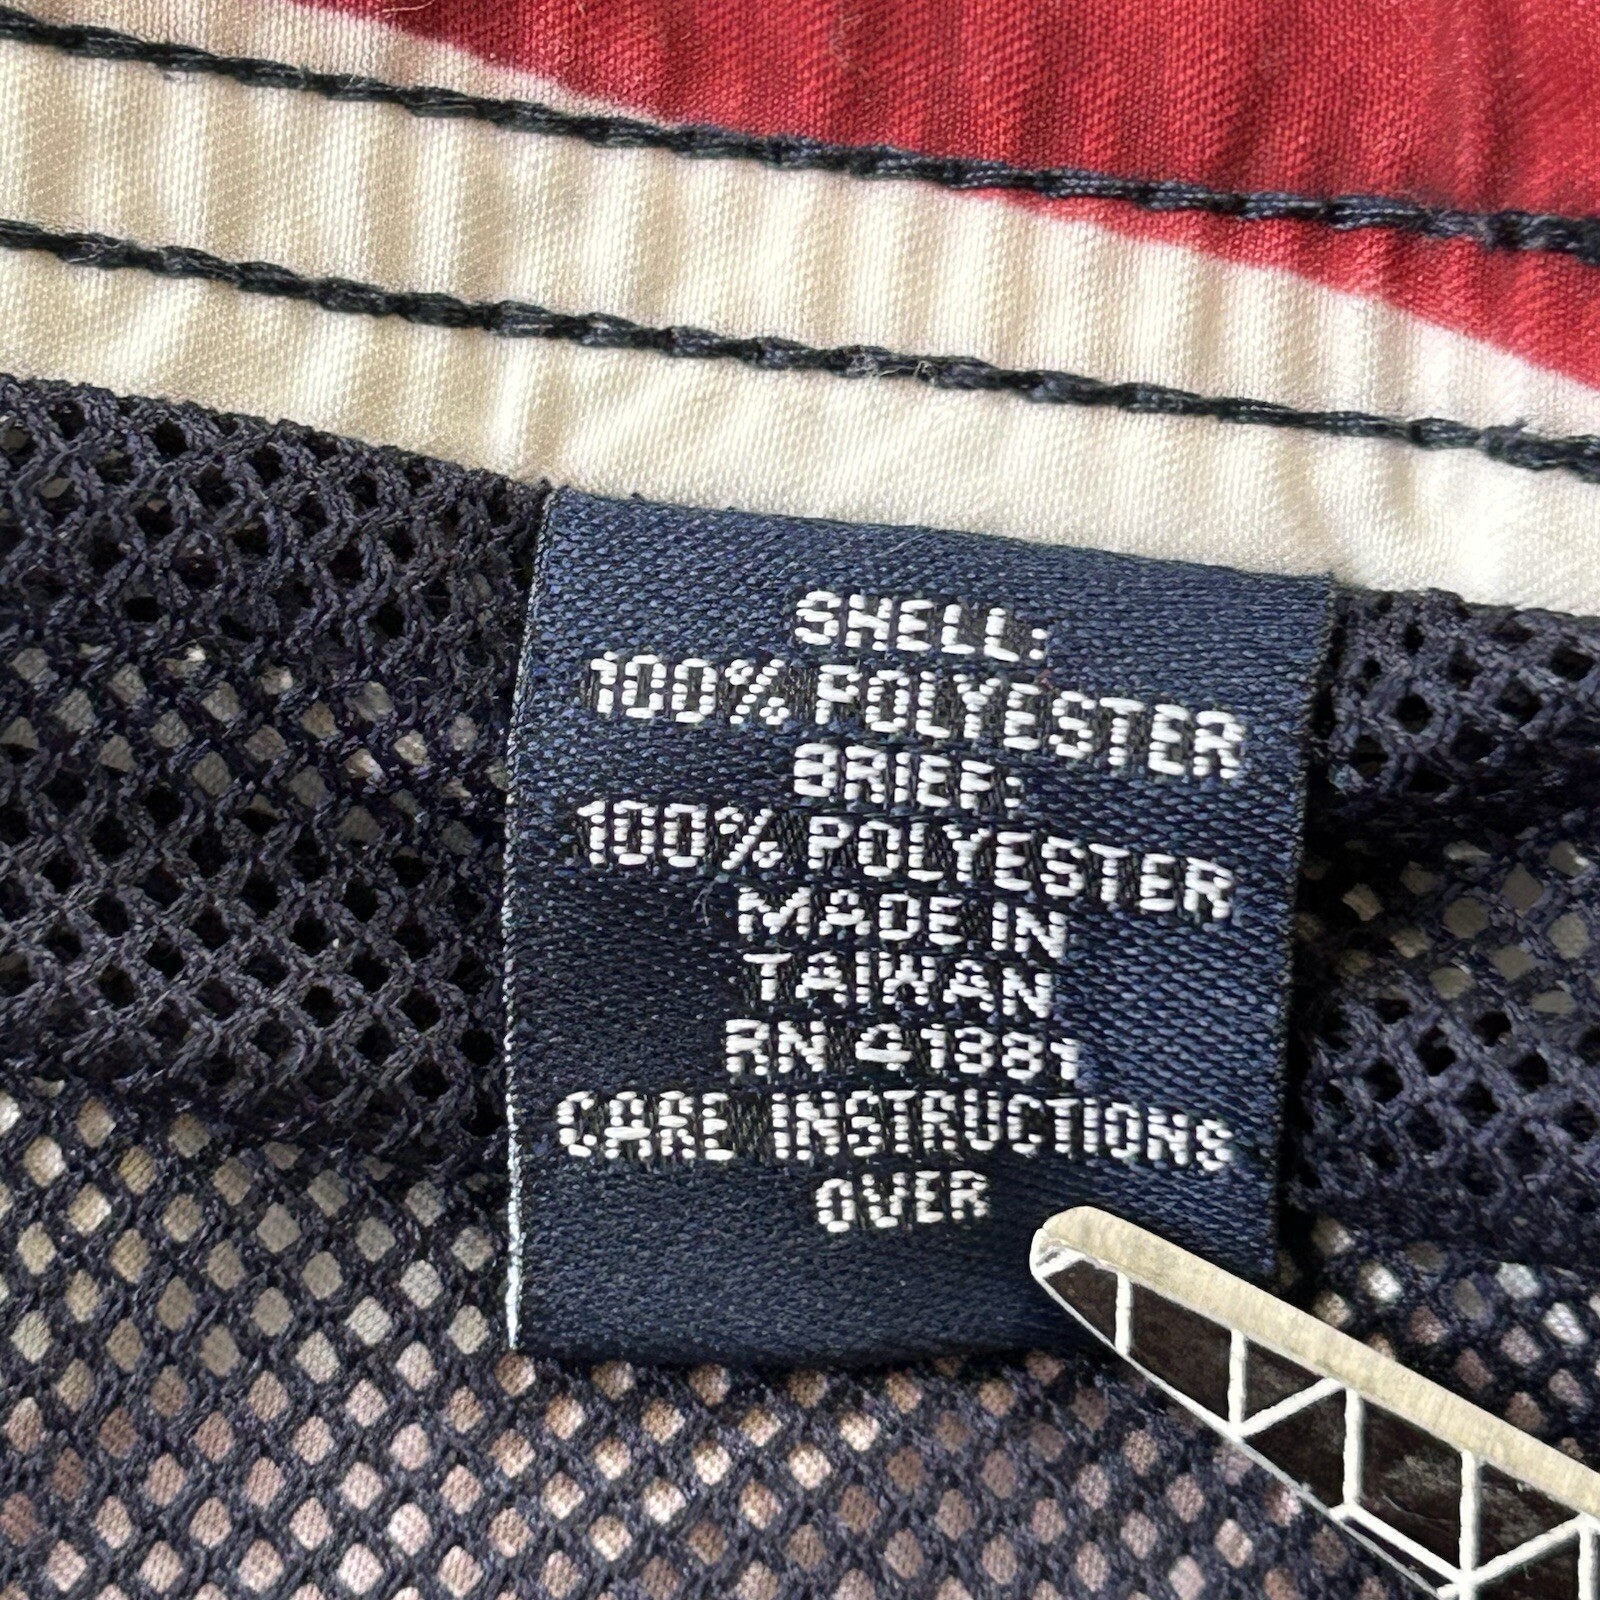 SHELL:
100% POLYESTER
BRIEF:
100% POLYESTER
MADE IN
TAIWAN
RN 41381
CARE INSTRUCTIONS
OVER